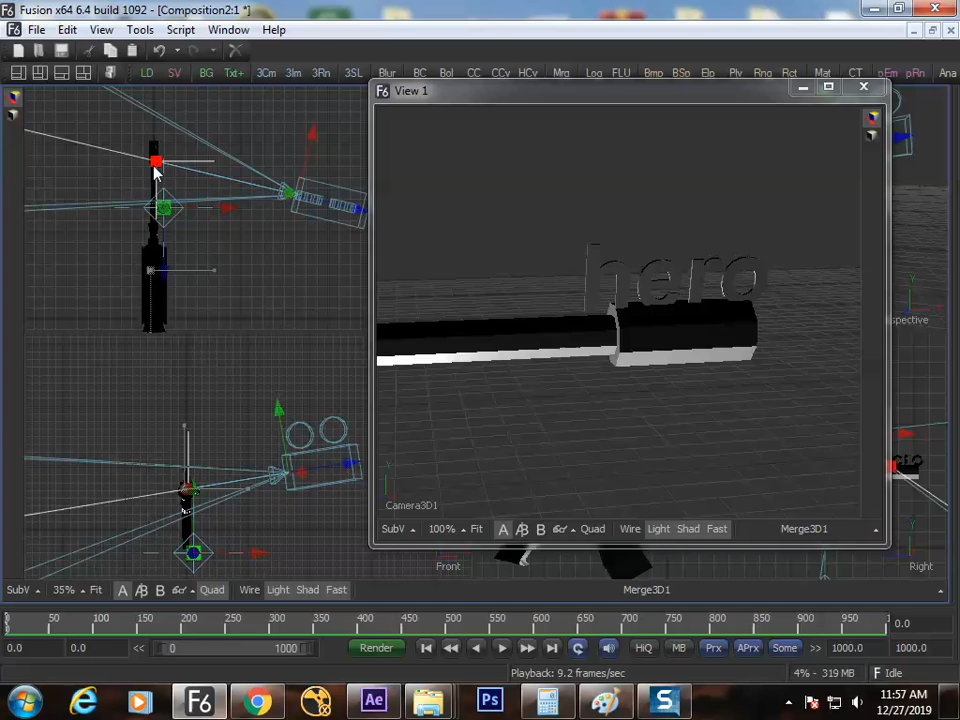 Fusion x64 6.4 build 1092 - [Composition2:1 *]
File Edit View Tools Script Window Help
LD SV BG Txt+ 3Cm 3Im 3Rn 3SL Blur BC Bol CC CCv HCv Mrg Log FLU Bmp BSp Elp Ply Rng Rct Mat CT pEm pRn Ana
View 1
hero
Camera3D1
SubV 100% Fit A A/B B Quad Wire Light Shad Fast Merge3D1
Perspective
Front
Right
SubV 35% Fit A A/B B Quad Wire Light Shad Fast Merge3D1
0 50 100 150 200 250 300 350 400 450 500 550 600 650 700 750 800 850 900 950 0.0
0.0 0.0 << 0 1000 Render HiQ MB Prx APrx Some >> 1000.0 1000.0
Playback: 9.2 frames/sec 4% - 319 MB Idle
Ae Ps S
11:57 AM
12/27/2019